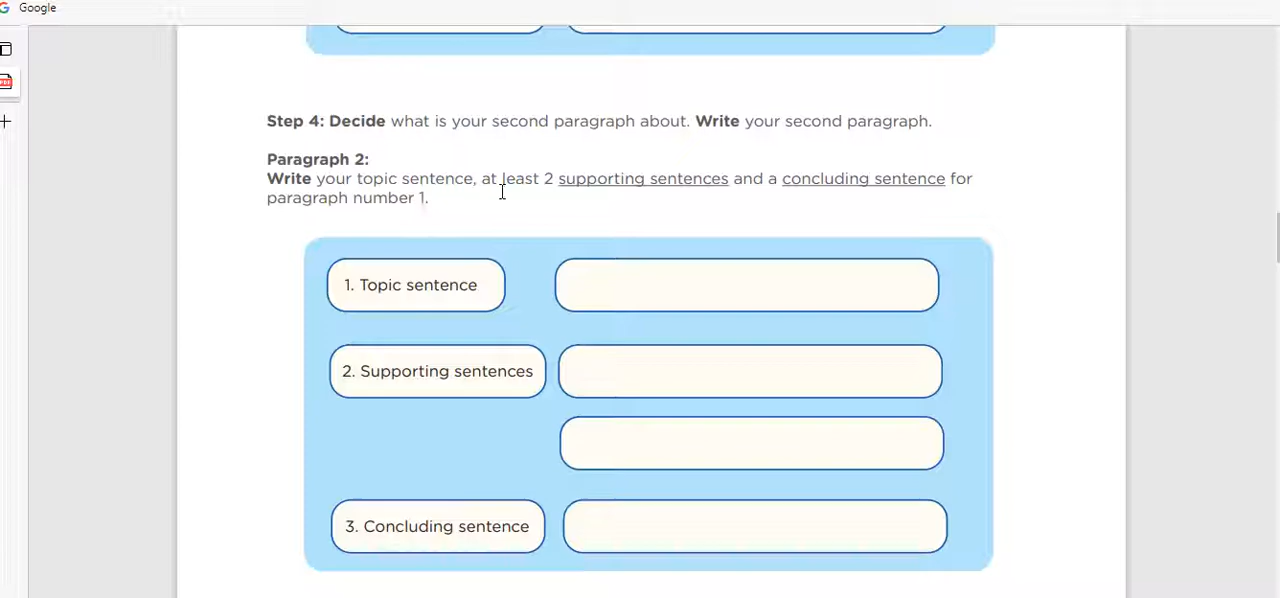 Google
Step 4: Decide what is your second paragraph about. Write your second paragraph.
Paragraph 2:
Write your topic sentence, at least 2 supporting sentences and a concluding sentence for
paragraph number 1.
1. Topic sentence
2. Supporting sentences
3. Concluding sentence